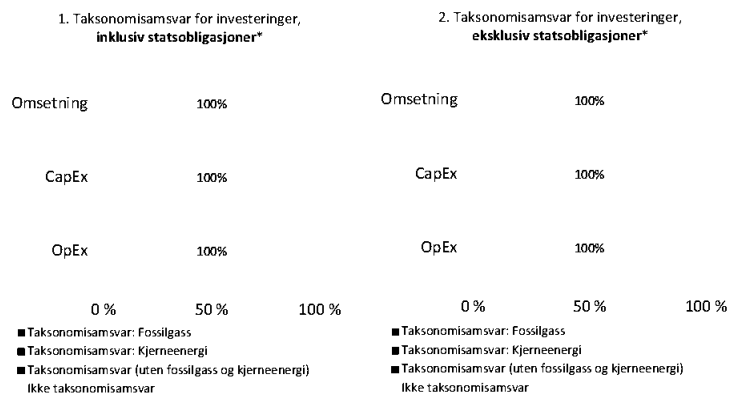 1. Taksonomisamsvar for investeringer,
inklusiv statsobligasjoner*
Omsetning 100%
CapEx 100%
OpEx 100%
0 % 50 % 100 %
Taksonomisamsvar: Fossilgass
Taksonomisamsvar: Kjerneenergi
Taksonomisamsvar (uten fossilgass og kjerneenergi)
Ikke taksonomisamsvar
2. Taksonomisamsvar for investeringer,
eksklusiv statsobligasjoner*
Omsetning 100%
CapEx 100%
OpEx 100%
0 % 50 % 100 %
Taksonomisamsvar: Fossilgass
Taksonomisamsvar: Kjerneenergi
Taksonomisamsvar (uten fossilgass og kjerneenergi)
Ikke taksonomisamsvar